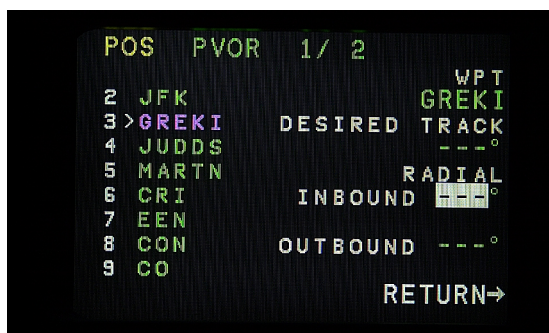 POS PVOR 1/ 2
WPT
2 JFK GREKI
3>GREKI DESIRED TRACK
4 JUDDS ---°
5 MARTN RADIAL
6 CRI INBOUND ---°
7 EEN
8 CON OUTBOUND ---°
9 CO
RETURN→